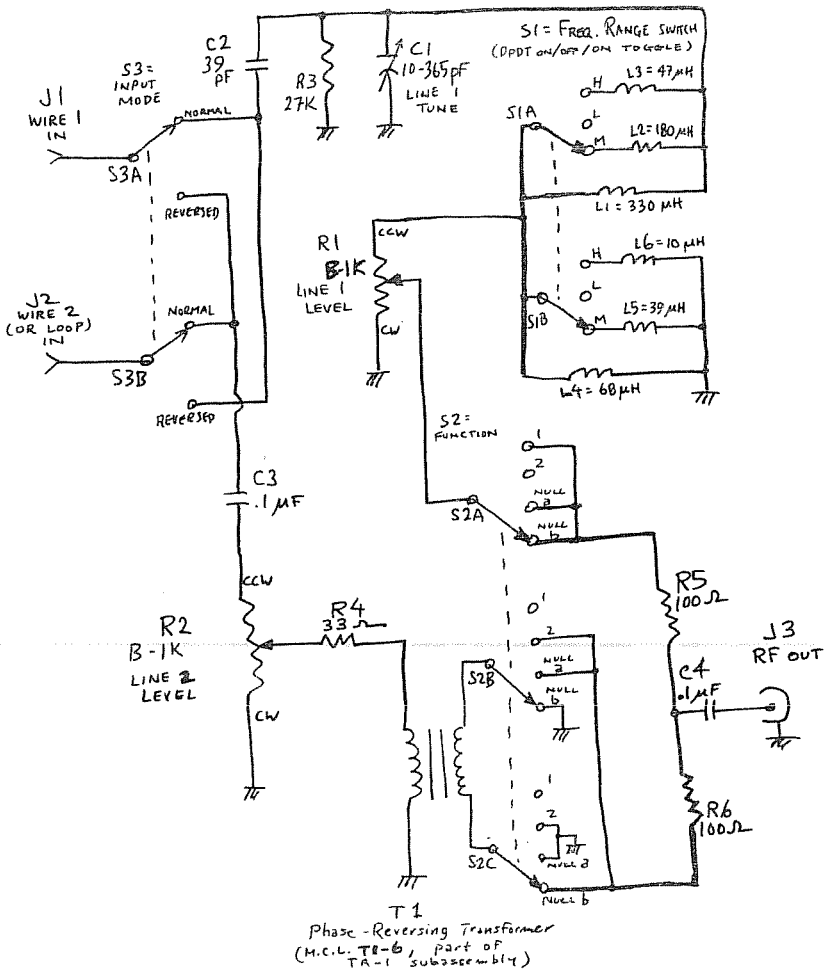 S1 = FREQ. RANGE SWITCH
(DPDT ON/OFF/ON TOGGLE)
C2
39
PF
R3
27K
C1
10-365pF
LINE 1
TUNE
S3=
INPUT
MODE
J1
WIRE 1
IN
NORMAL
S3A
REVERSED
H
L3 = 47µH
S1A
L
L2=180µH
M
L1 = 330 µH
CCW
R1
B-1K
LINE 1
LEVEL
CW
H
L6 = 10µH
L
L5=39µH
S1B
M
L4 = 68µH
J2
WIRE 2
(OR LOOP)
IN
NORMAL
S3B
REVERSED
S2=
FUNCTION
1
2
NULL
a
NULL
b
S2A
C3
.1µF
CCW
R2
B-1K
LINE 2
LEVEL
CW
R4
33Ω
R5
100Ω
1
2
NULL
a
NULL
b
S2B
J3
RF OUT
C4
.1µF
1
2
NULL a
S2C
NULL b
R6
100Ω
T1
Phase-Reversing Transformer
(M.C.L. T8-6, part of
TA-1 subassembly)